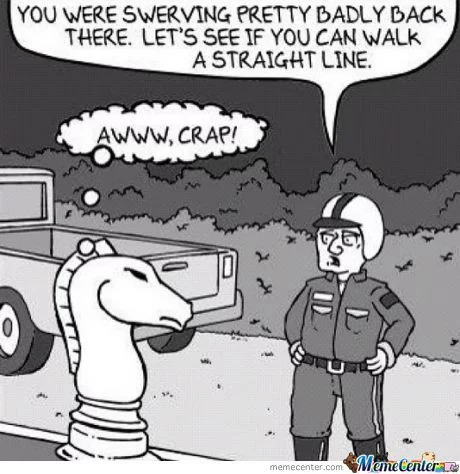 YOU WERE SWERVING PRETTY BADLY BACK
THERE. LET'S SEE IF YOU CAN WALK
A STRAIGHT LINE.
AWWW, CRAP!
memecenter.com MemeCenter